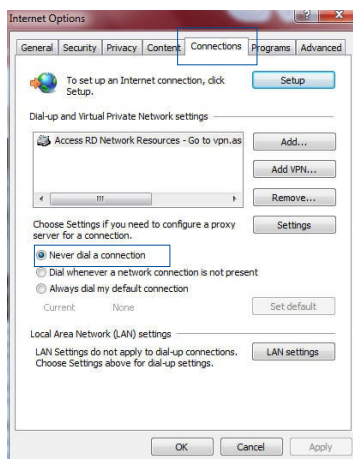 Internet Options
General Security Privacy Content Connections Programs Advanced
To set up an Internet connection, click
Setup.
Setup
Dial-up and Virtual Private Network settings
Access RD Network Resources - Go to vpn.as
Add...
Add VPN...
Remove...
Choose Settings if you need to configure a proxy
server for a connection.
Settings
Never dial a connection
Dial whenever a network connection is not present
Always dial my default connection
Current None
Set default
Local Area Network (LAN) settings
LAN Settings do not apply to dial-up connections.
Choose Settings above for dial-up settings.
LAN settings
OK Cancel Apply